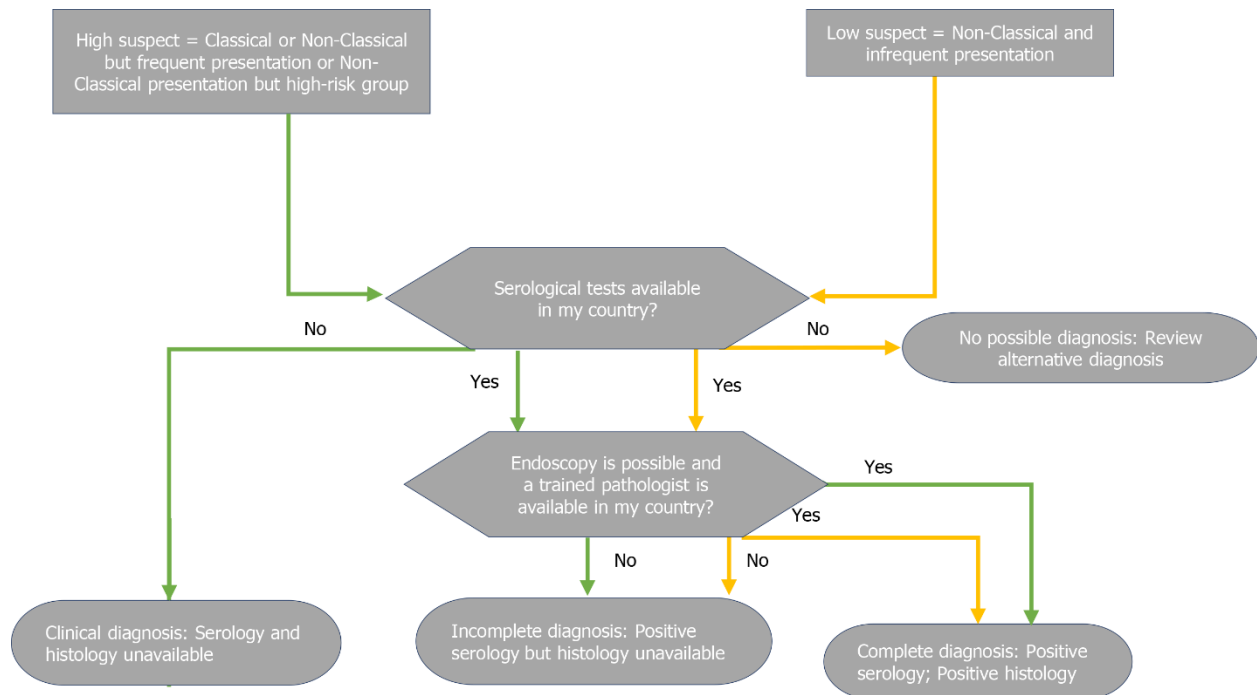 High suspect = Classical or Non-Classical
but frequent presentation or Non-
Classical presentation but high-risk group
Low suspect = Non-Classical and
infrequent presentation
Serological tests available
in my country?
No
No
No possible diagnosis: Review
alternative diagnosis
Yes
Yes
Endoscopy is possible and
a trained pathologist is
available in my country?
Yes
Yes
No
No
Clinical diagnosis: Serology and
histology unavailable
Incomplete diagnosis: Positive
serology but histology unavailable
Complete diagnosis: Positive
serology; Positive histology